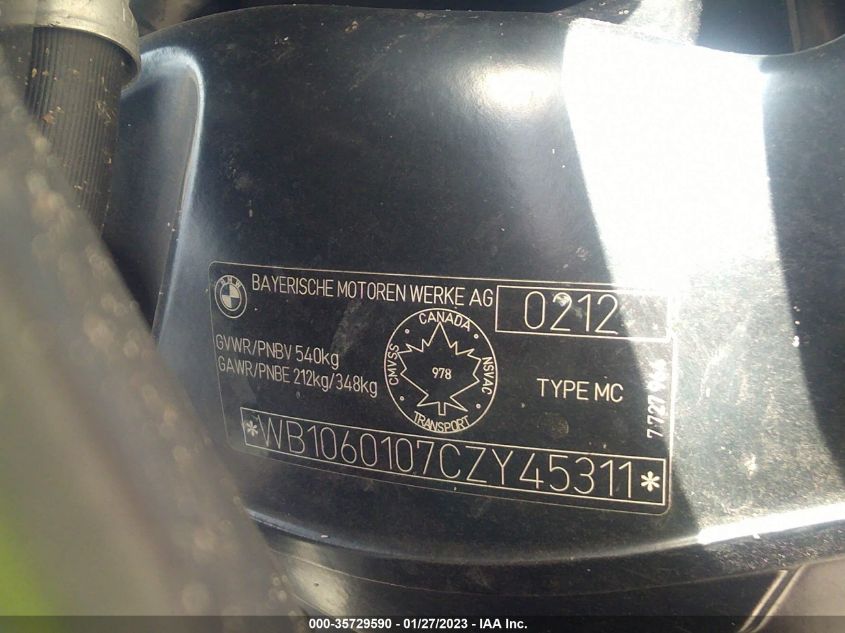 BMW
BAYERISCHE MOTOREN WERKE AG
0212
GVWR/PNBV 540kg
GAWR/PNBE 212kg/348kg
CANADA
CMVSS
978
NSVAC
TRANSPORT
TYPE MC
*WB1060107CZY45311*
000-35729590 - 01/27/2023 - IAA Inc.